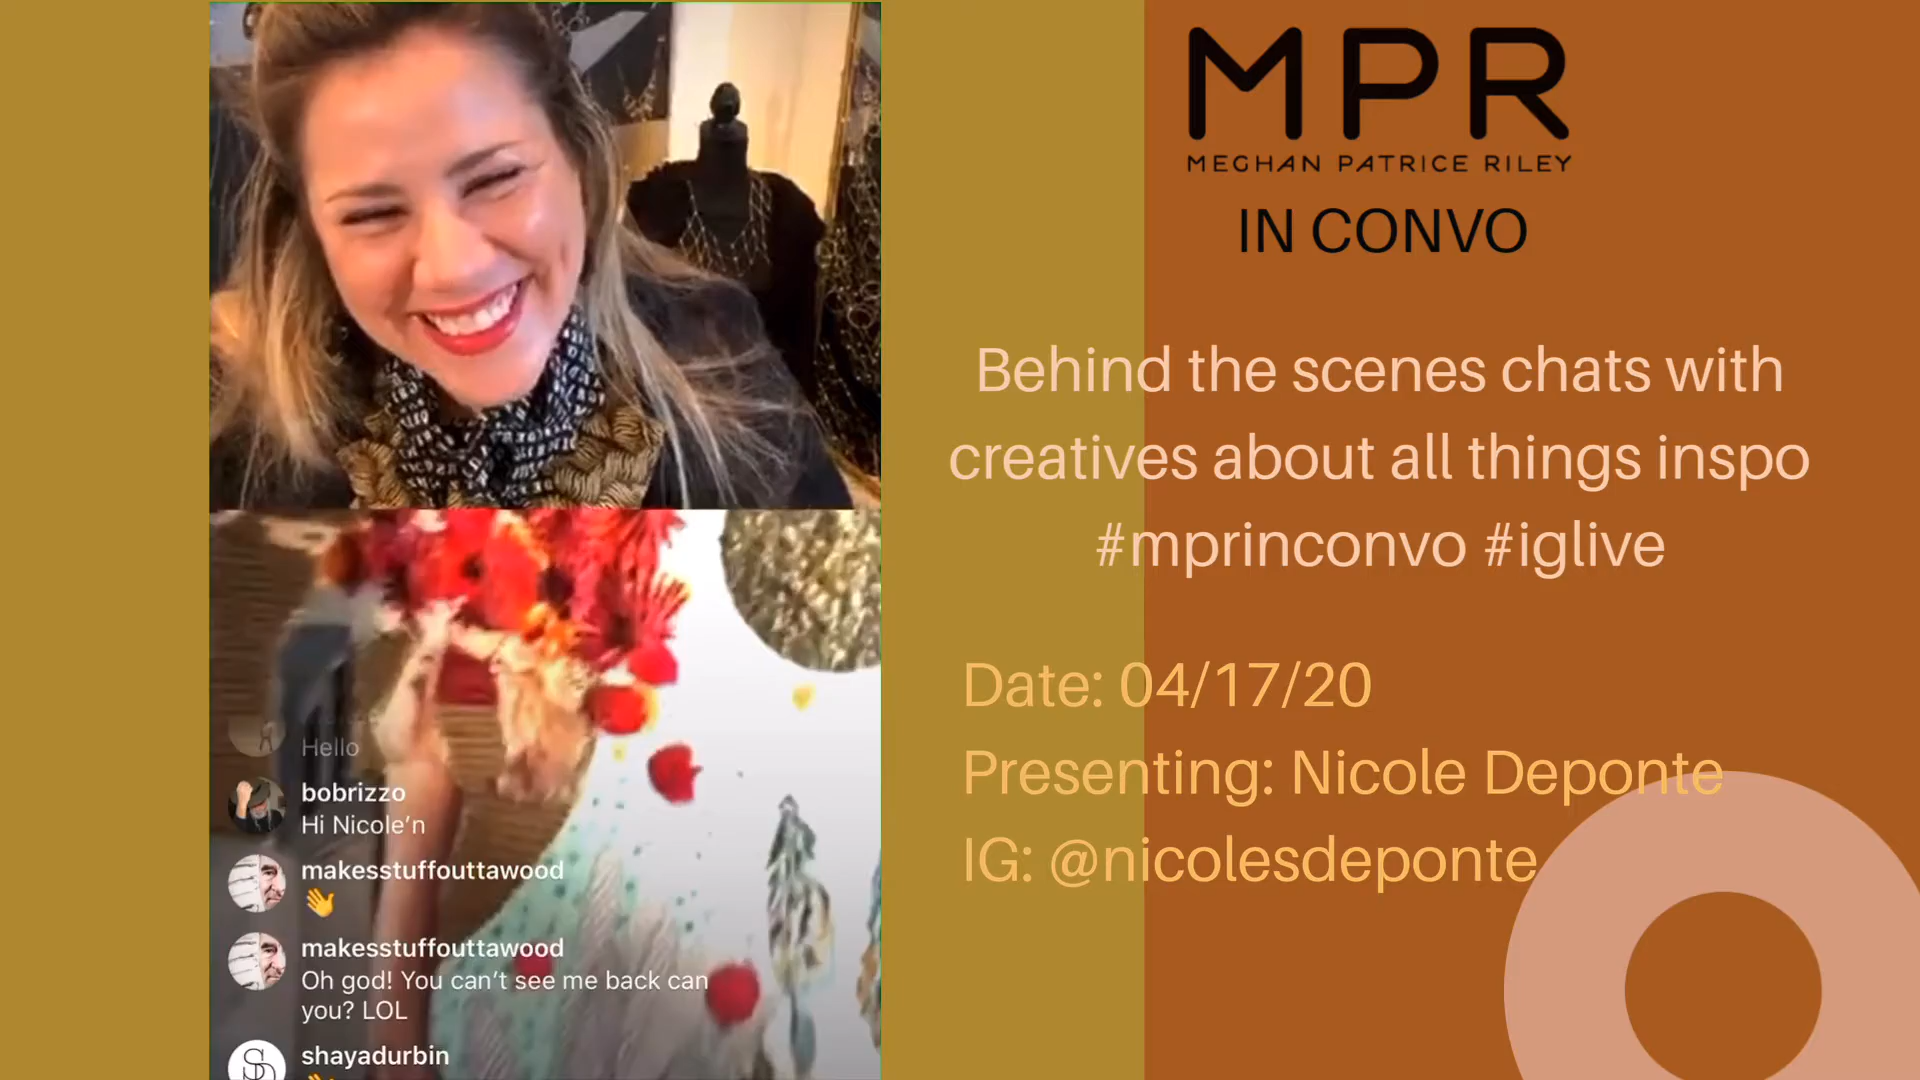 MPR
MEGHAN PATRICE RILEY
IN CONVO
Behind the scenes chats with
creatives about all things inspo
#mprinconvo #iglive
Date: 04/17/20
Presenting: Nicole Deponte
IG: @nicolesdeponte
Hello
bobrizzo
Hi Nicole’n
makesstuffouttawood
👋
makesstuffouttawood
Oh god! You can’t see me back can
you? LOL
shayadurbin